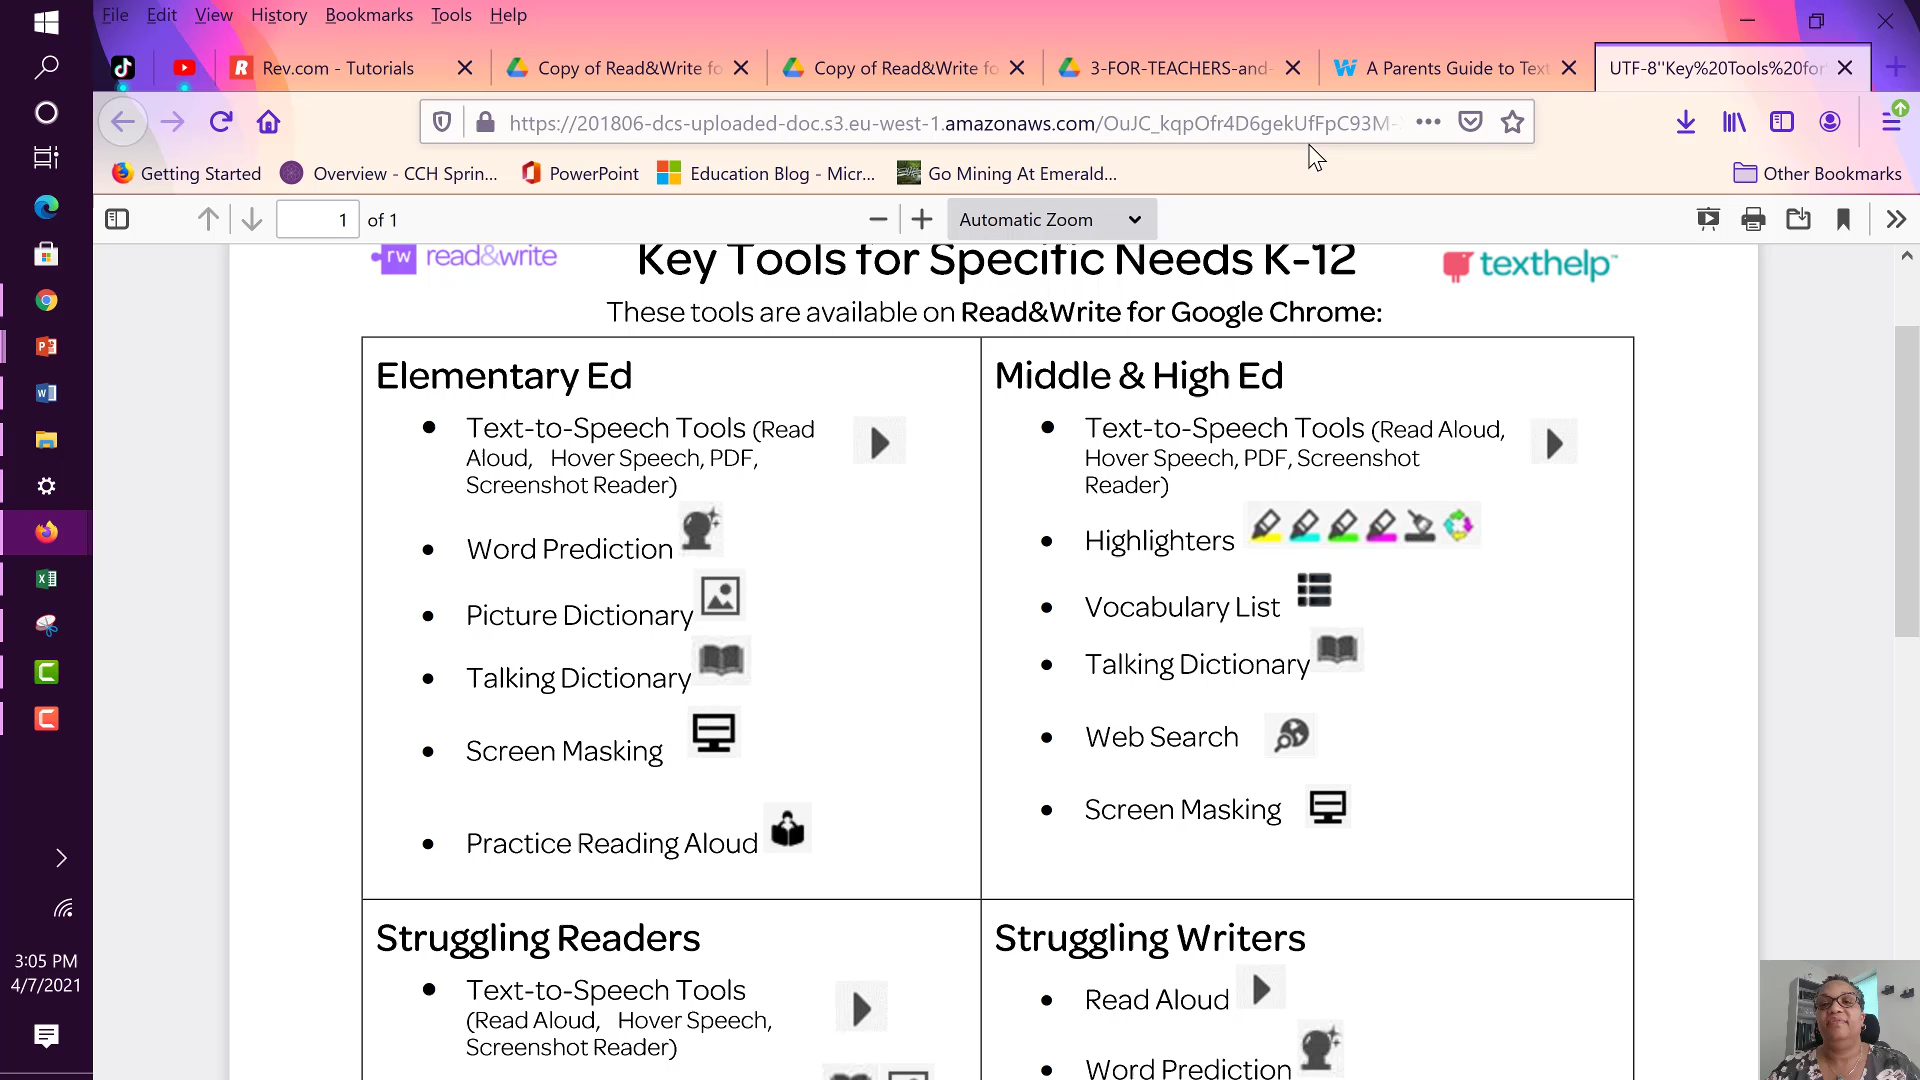 File Edit View History Bookmarks Tools Help
Rev.com - Tutorials
Copy of Read&Write fo
Copy of Read&Write fo
3-FOR-TEACHERS-and-
A Parents Guide to Text
UTF-8''Key%20Tools%20for
https://201806-dcs-uploaded-doc.s3.eu-west-1.amazonaws.com/OuJC_kqpOfr4D6gekUfFpC93M-
Getting Started Overview - CCH Sprin... PowerPoint Education Blog - Micr... Go Mining At Emerald... Other Bookmarks
1 of 1 Automatic Zoom
rw read&write
Key Tools for Specific Needs K-12
texthelp™
These tools are available on Read&Write for Google Chrome:
Elementary Ed
• Text-to-Speech Tools (Read
Aloud, Hover Speech, PDF,
Screenshot Reader)
• Word Prediction
• Picture Dictionary
• Talking Dictionary
• Screen Masking
• Practice Reading Aloud
Middle & High Ed
• Text-to-Speech Tools (Read Aloud,
Hover Speech, PDF, Screenshot
Reader)
• Highlighters
• Vocabulary List
• Talking Dictionary
• Web Search
• Screen Masking
Struggling Readers
• Text-to-Speech Tools
(Read Aloud, Hover Speech,
Screenshot Reader)
Struggling Writers
• Read Aloud
• Word Prediction
3:05 PM
4/7/2021